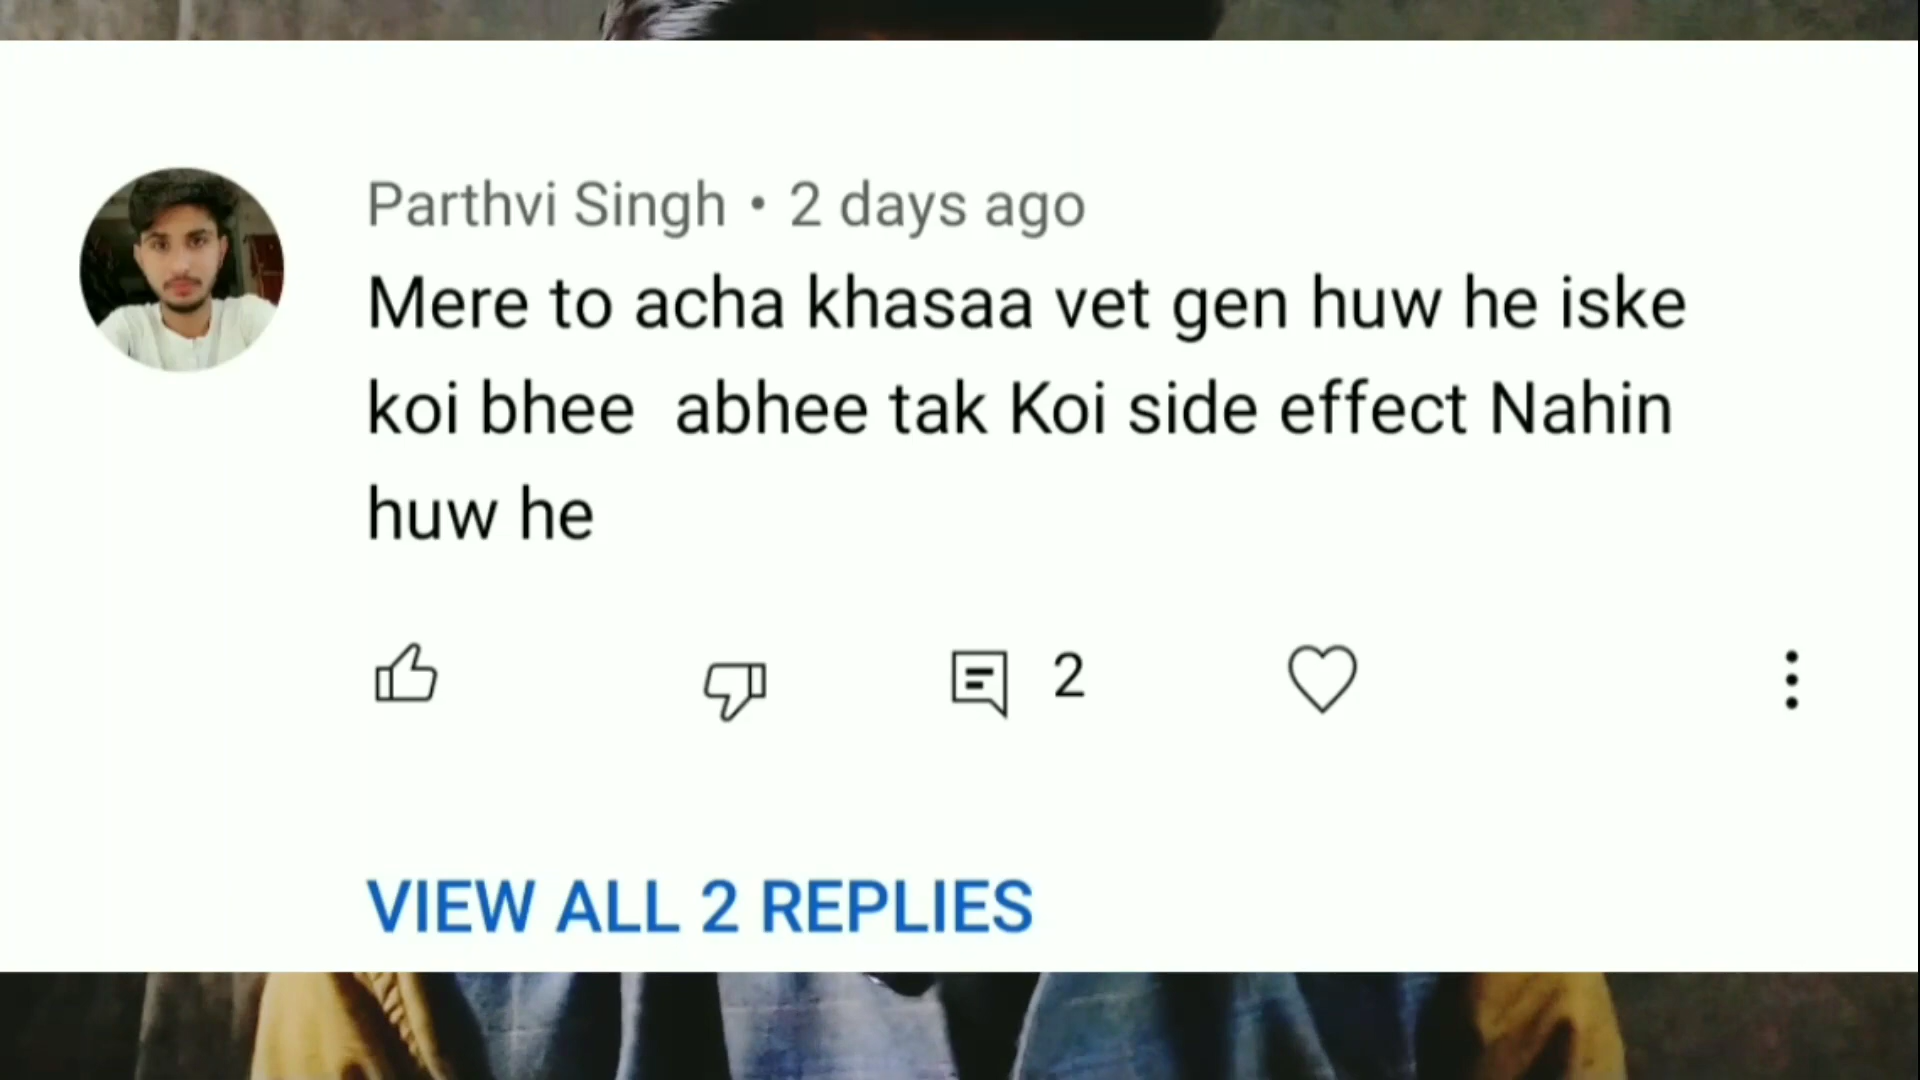 Parthvi Singh • 2 days ago
Mere to acha khasaa vet gen huw he iske
koi bhee  abhee tak Koi side effect Nahin
huw he
2
VIEW ALL 2 REPLIES